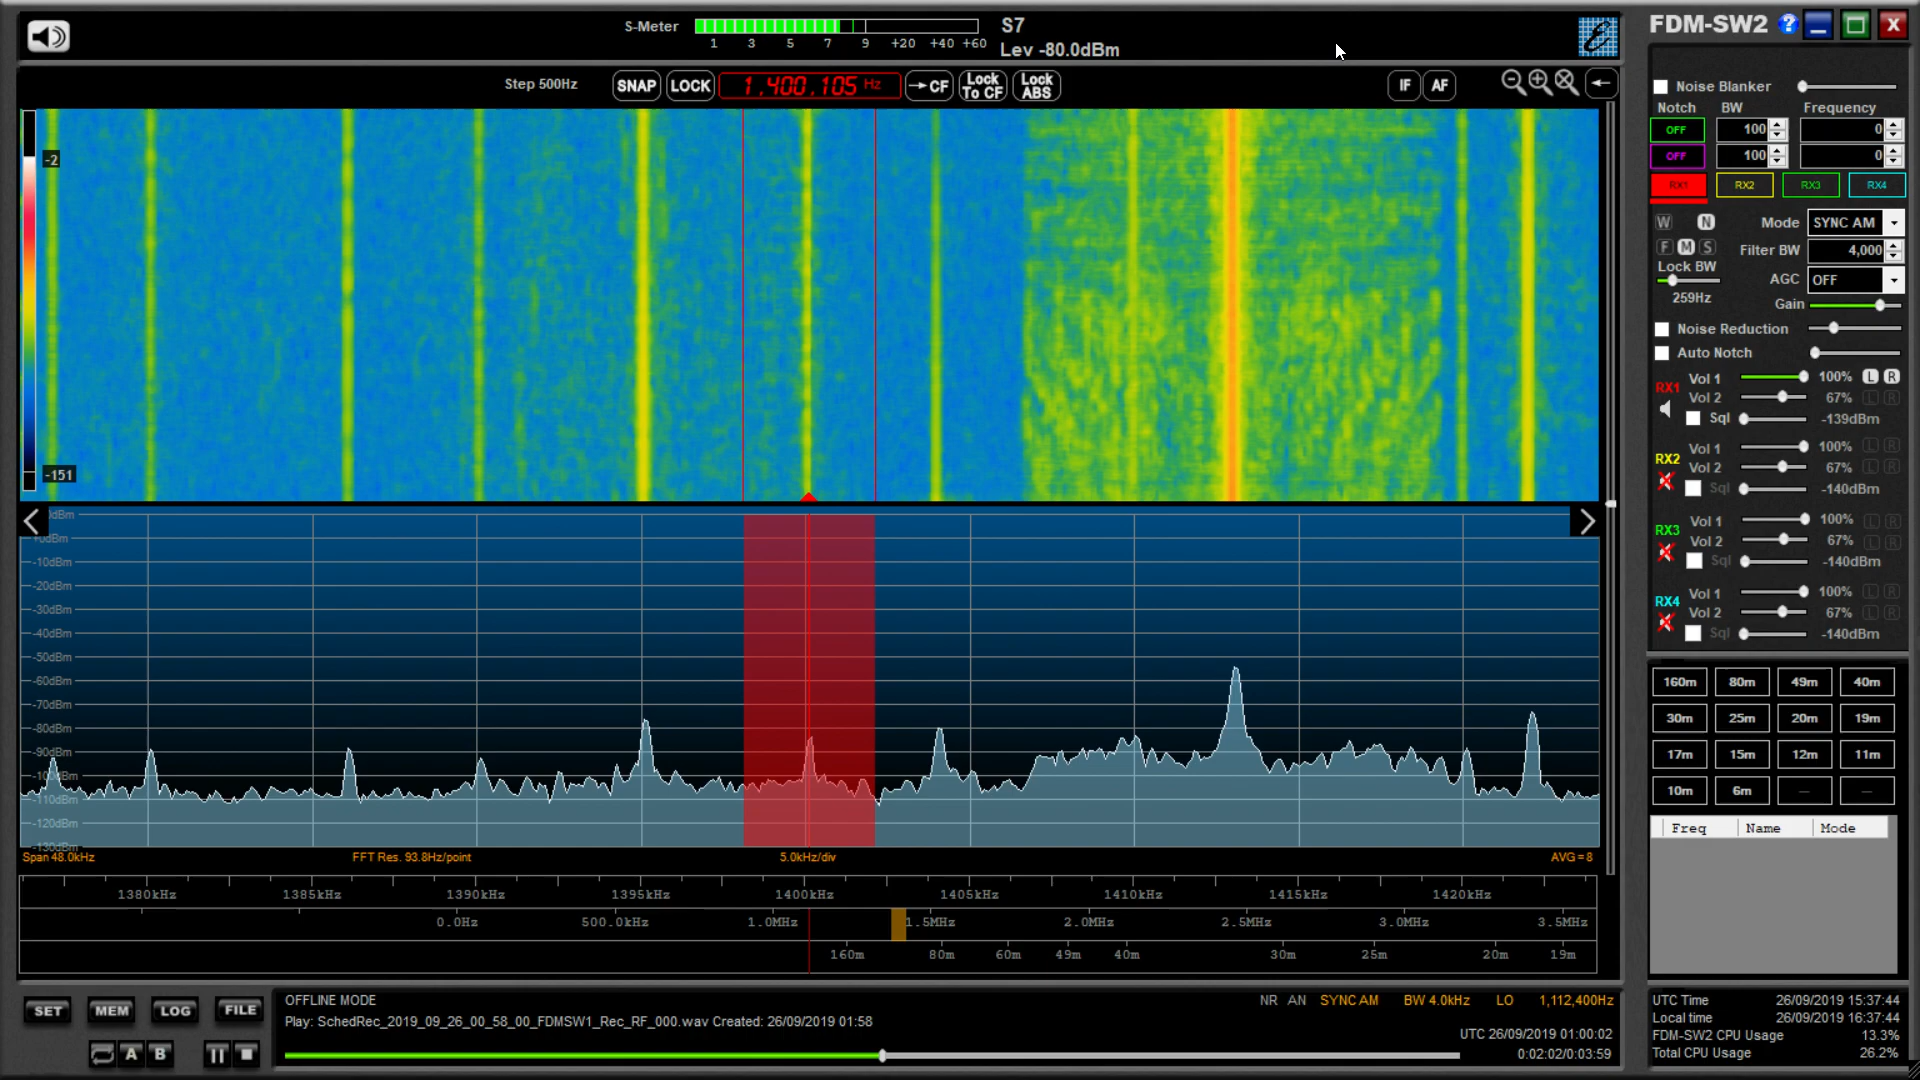 S-Meter
1 3 5 7 9 +20 +40 +60
S7
Lev -80.0dBm
FDM-SW2 ? X
Step 500Hz SNAP LOCK 1.400.105 Hz →CF Lock To CF Lock ABS IF AF
-2
-151
-10dBm
-20dBm
-30dBm
-40dBm
-50dBm
-60dBm
-70dBm
-80dBm
-90dBm
-100dBm
-110dBm
-120dBm
-130dBm
Span 48.0kHz FFT Res. 93.8Hz/point 5.0kHz/div AVG=8
1380kHz 1385kHz 1390kHz 1395kHz 1400kHz 1405kHz 1410kHz 1415kHz 1420kHz
0.0Hz 500.0kHz 1.0MHz 1.5MHz 2.0MHz 2.5MHz 3.0MHz 3.5MHz
160m 80m 60m 49m 40m 30m 25m 20m 19m
SET MEM LOG FILE
A B
OFFLINE MODE
NR AN SYNC AM BW 4.0kHz LO 1,112,400Hz
Play: SchedRec_2019_09_26_00_58_00_FDMSW1_Rec_RF_000.wav Created: 26/09/2019 01:58
UTC 26/09/2019 01:00:02
0:02:02/0:03:59
Noise Blanker
Notch BW Frequency
OFF 100 0
OFF 100 0
RX1 RX2 RX3 RX4
W N Mode SYNC AM
F M S Filter BW 4,000
Lock BW
AGC OFF
259Hz
Gain
Noise Reduction
Auto Notch
RX1
Vol 1 100% L R
Vol 2 67% L R
Sql -139dBm
RX2
Vol 1 100% L R
Vol 2 67% L R
Sql -140dBm
RX3
Vol 1 100% L R
Vol 2 67% L R
Sql -140dBm
RX4
Vol 1 100% L R
Vol 2 67% L R
Sql -140dBm
160m 80m 49m 40m
30m 25m 20m 19m
17m 15m 12m 11m
10m 6m — —
Freq Name Mode
UTC Time 26/09/2019 15:37:44
Local time 26/09/2019 16:37:44
FDM-SW2 CPU Usage 13.3%
Total CPU Usage 26.2%